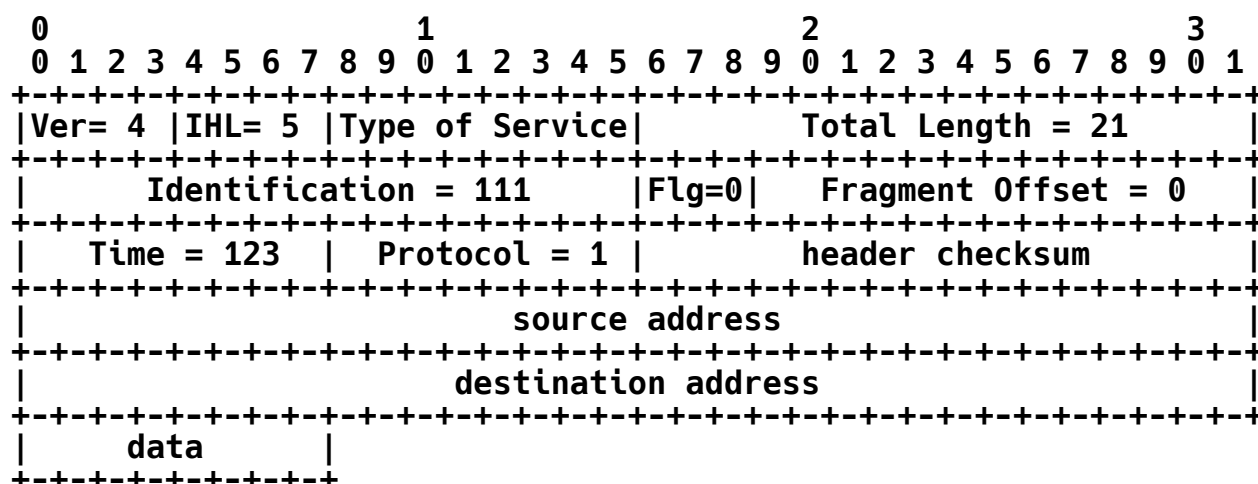 0                   1                   2                   3
0 1 2 3 4 5 6 7 8 9 0 1 2 3 4 5 6 7 8 9 0 1 2 3 4 5 6 7 8 9 0 1
+-+-+-+-+-+-+-+-+-+-+-+-+-+-+-+-+-+-+-+-+-+-+-+-+-+-+-+-+-+-+-+-+
|Ver= 4 |IHL= 5 |Type of Service|        Total Length = 21      |
+-+-+-+-+-+-+-+-+-+-+-+-+-+-+-+-+-+-+-+-+-+-+-+-+-+-+-+-+-+-+-+-+
|      Identification = 111     |Flg=0|   Fragment Offset = 0   |
+-+-+-+-+-+-+-+-+-+-+-+-+-+-+-+-+-+-+-+-+-+-+-+-+-+-+-+-+-+-+-+-+
|   Time = 123  |  Protocol = 1 |        header checksum        |
+-+-+-+-+-+-+-+-+-+-+-+-+-+-+-+-+-+-+-+-+-+-+-+-+-+-+-+-+-+-+-+-+
|                         source address                        |
+-+-+-+-+-+-+-+-+-+-+-+-+-+-+-+-+-+-+-+-+-+-+-+-+-+-+-+-+-+-+-+-+
|                      destination address                      |
+-+-+-+-+-+-+-+-+-+-+-+-+-+-+-+-+-+-+-+-+-+-+-+-+-+-+-+-+-+-+-+-+
|     data      |
+-+-+-+-+-+-+-+-+